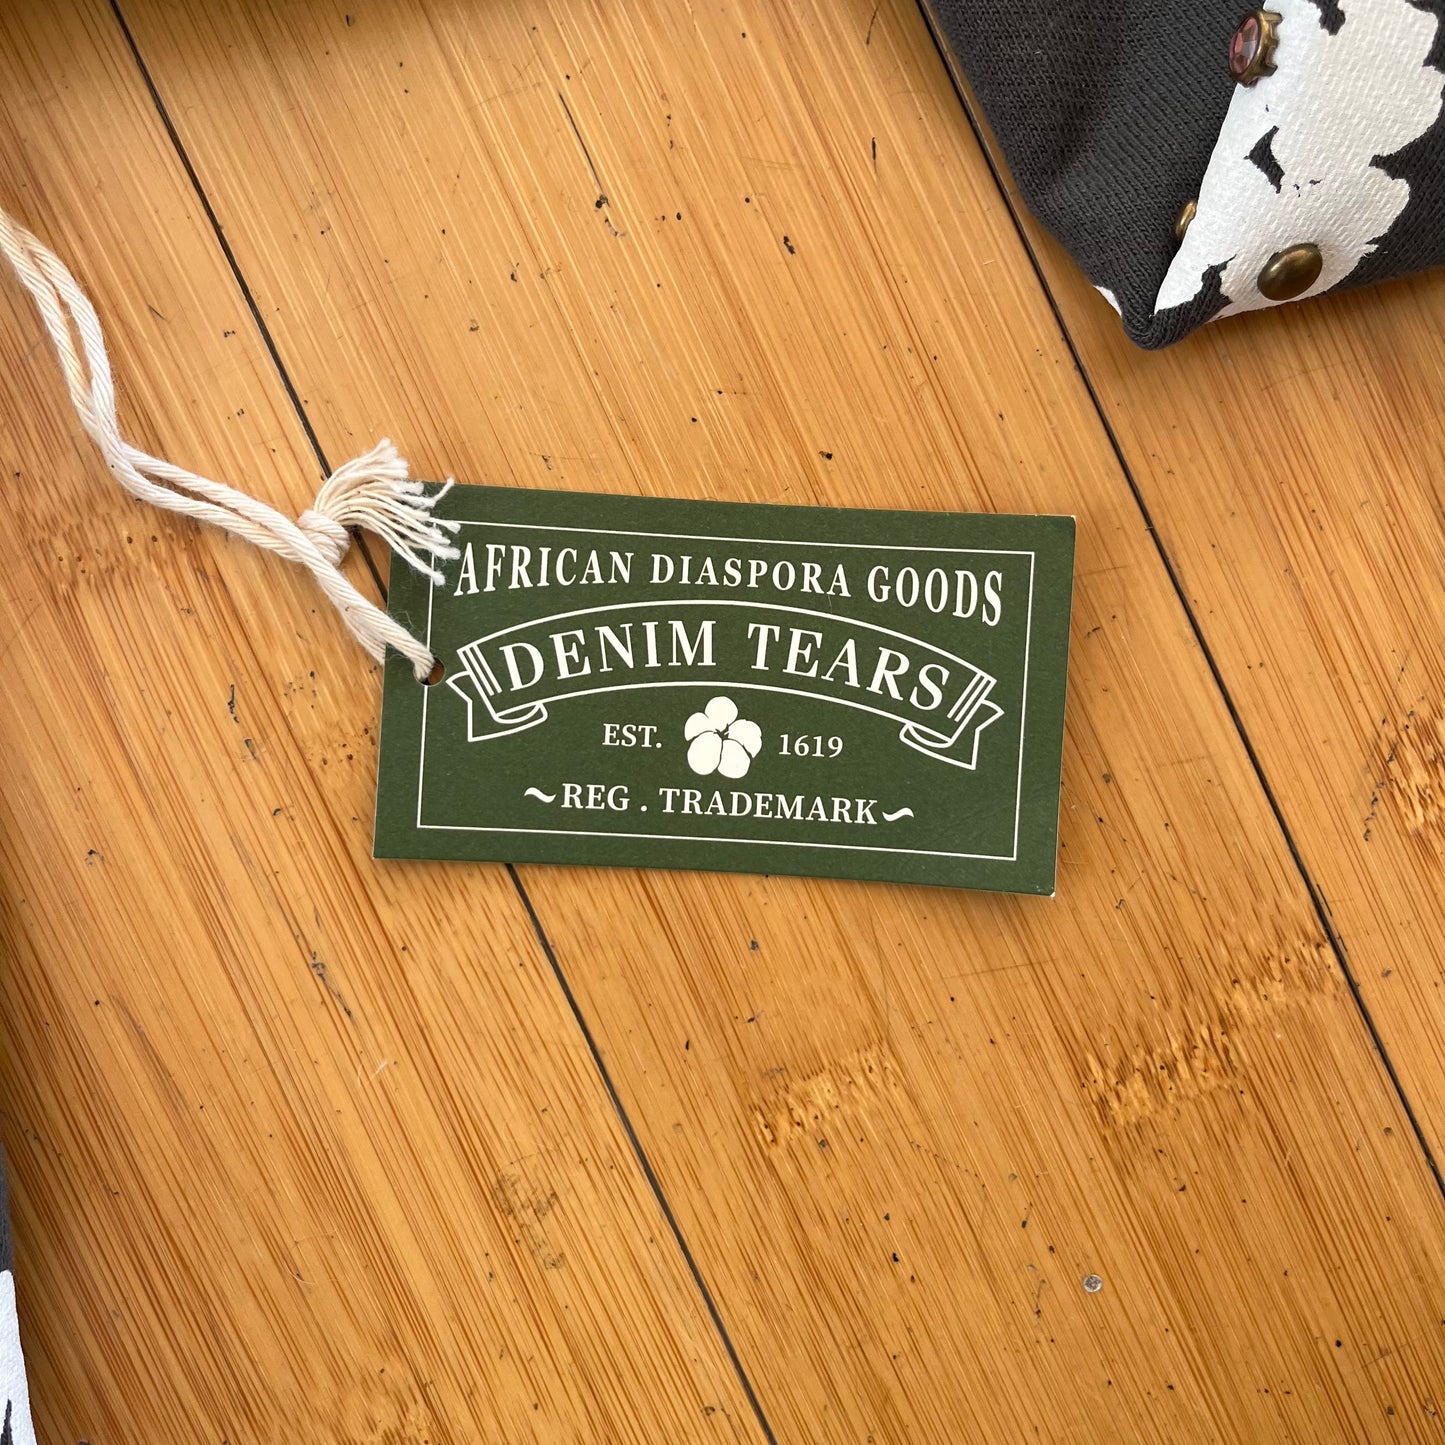 AFRICAN DIASPORA GOODS
DENIM TEARS
EST. 1619
~REG . TRADEMARK~